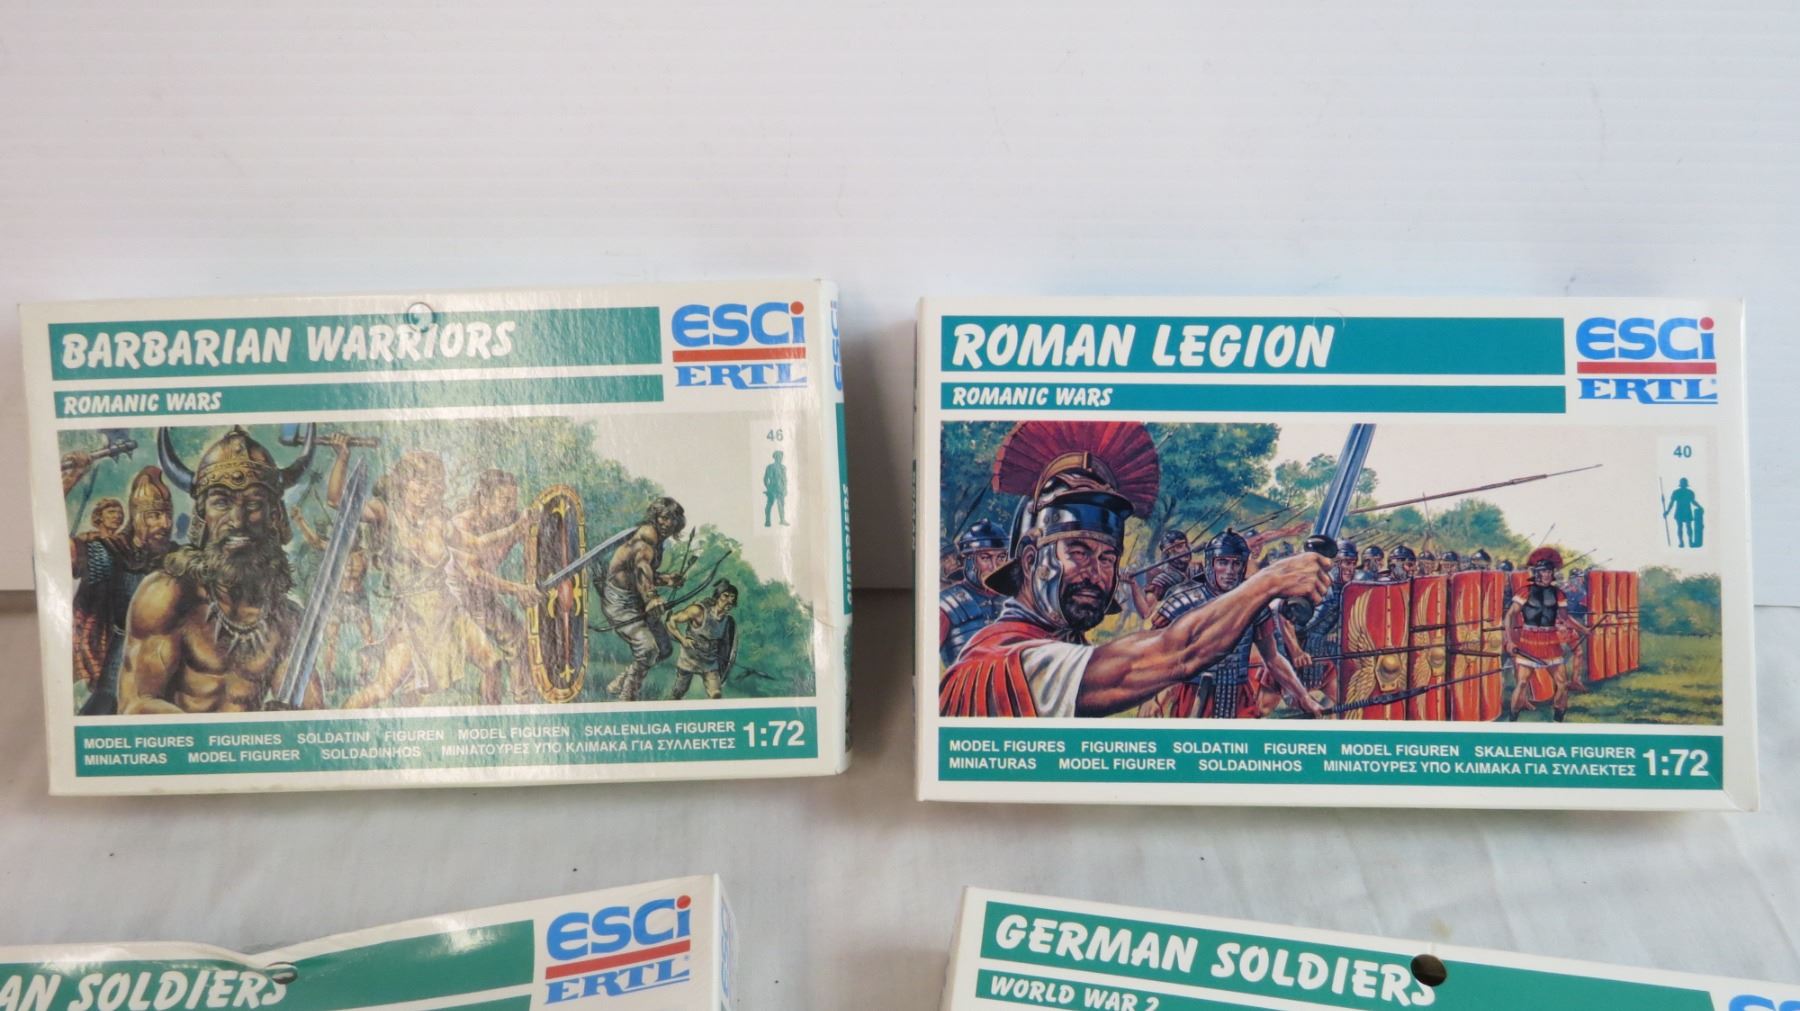 BARBARIAN WARRIORS
ROMANIC WARS
ESCi
ERTL
46
MODEL FIGURES FIGURINES SOLDATINI FIGUREN MODEL FIGUREN SKALENLIGA FIGURER
MINIATURAS MODEL FIGURER SOLDADINHOS ΜΙΝΙΑΤΟΥΡΕΣ ΥΠΟ ΚΛΙΜΑΚΑ ΓΙΑ ΣΥΛΛΕΚΤΕΣ
1:72
ROMAN LEGION
ROMANIC WARS
ESCi
ERTL
40
MODEL FIGURES FIGURINES SOLDATINI FIGUREN MODEL FIGUREN SKALENLIGA FIGURER
MINIATURAS MODEL FIGURER SOLDADINHOS ΜΙΝΙΑΤΟΥΡΕΣ ΥΠΟ ΚΛΙΜΑΚΑ ΓΙΑ ΣΥΛΛΕΚΤΕΣ
1:72
AN SOLDIERS
ESCi
ERTL
GERMAN SOLDIERS
WORLD WAR 2